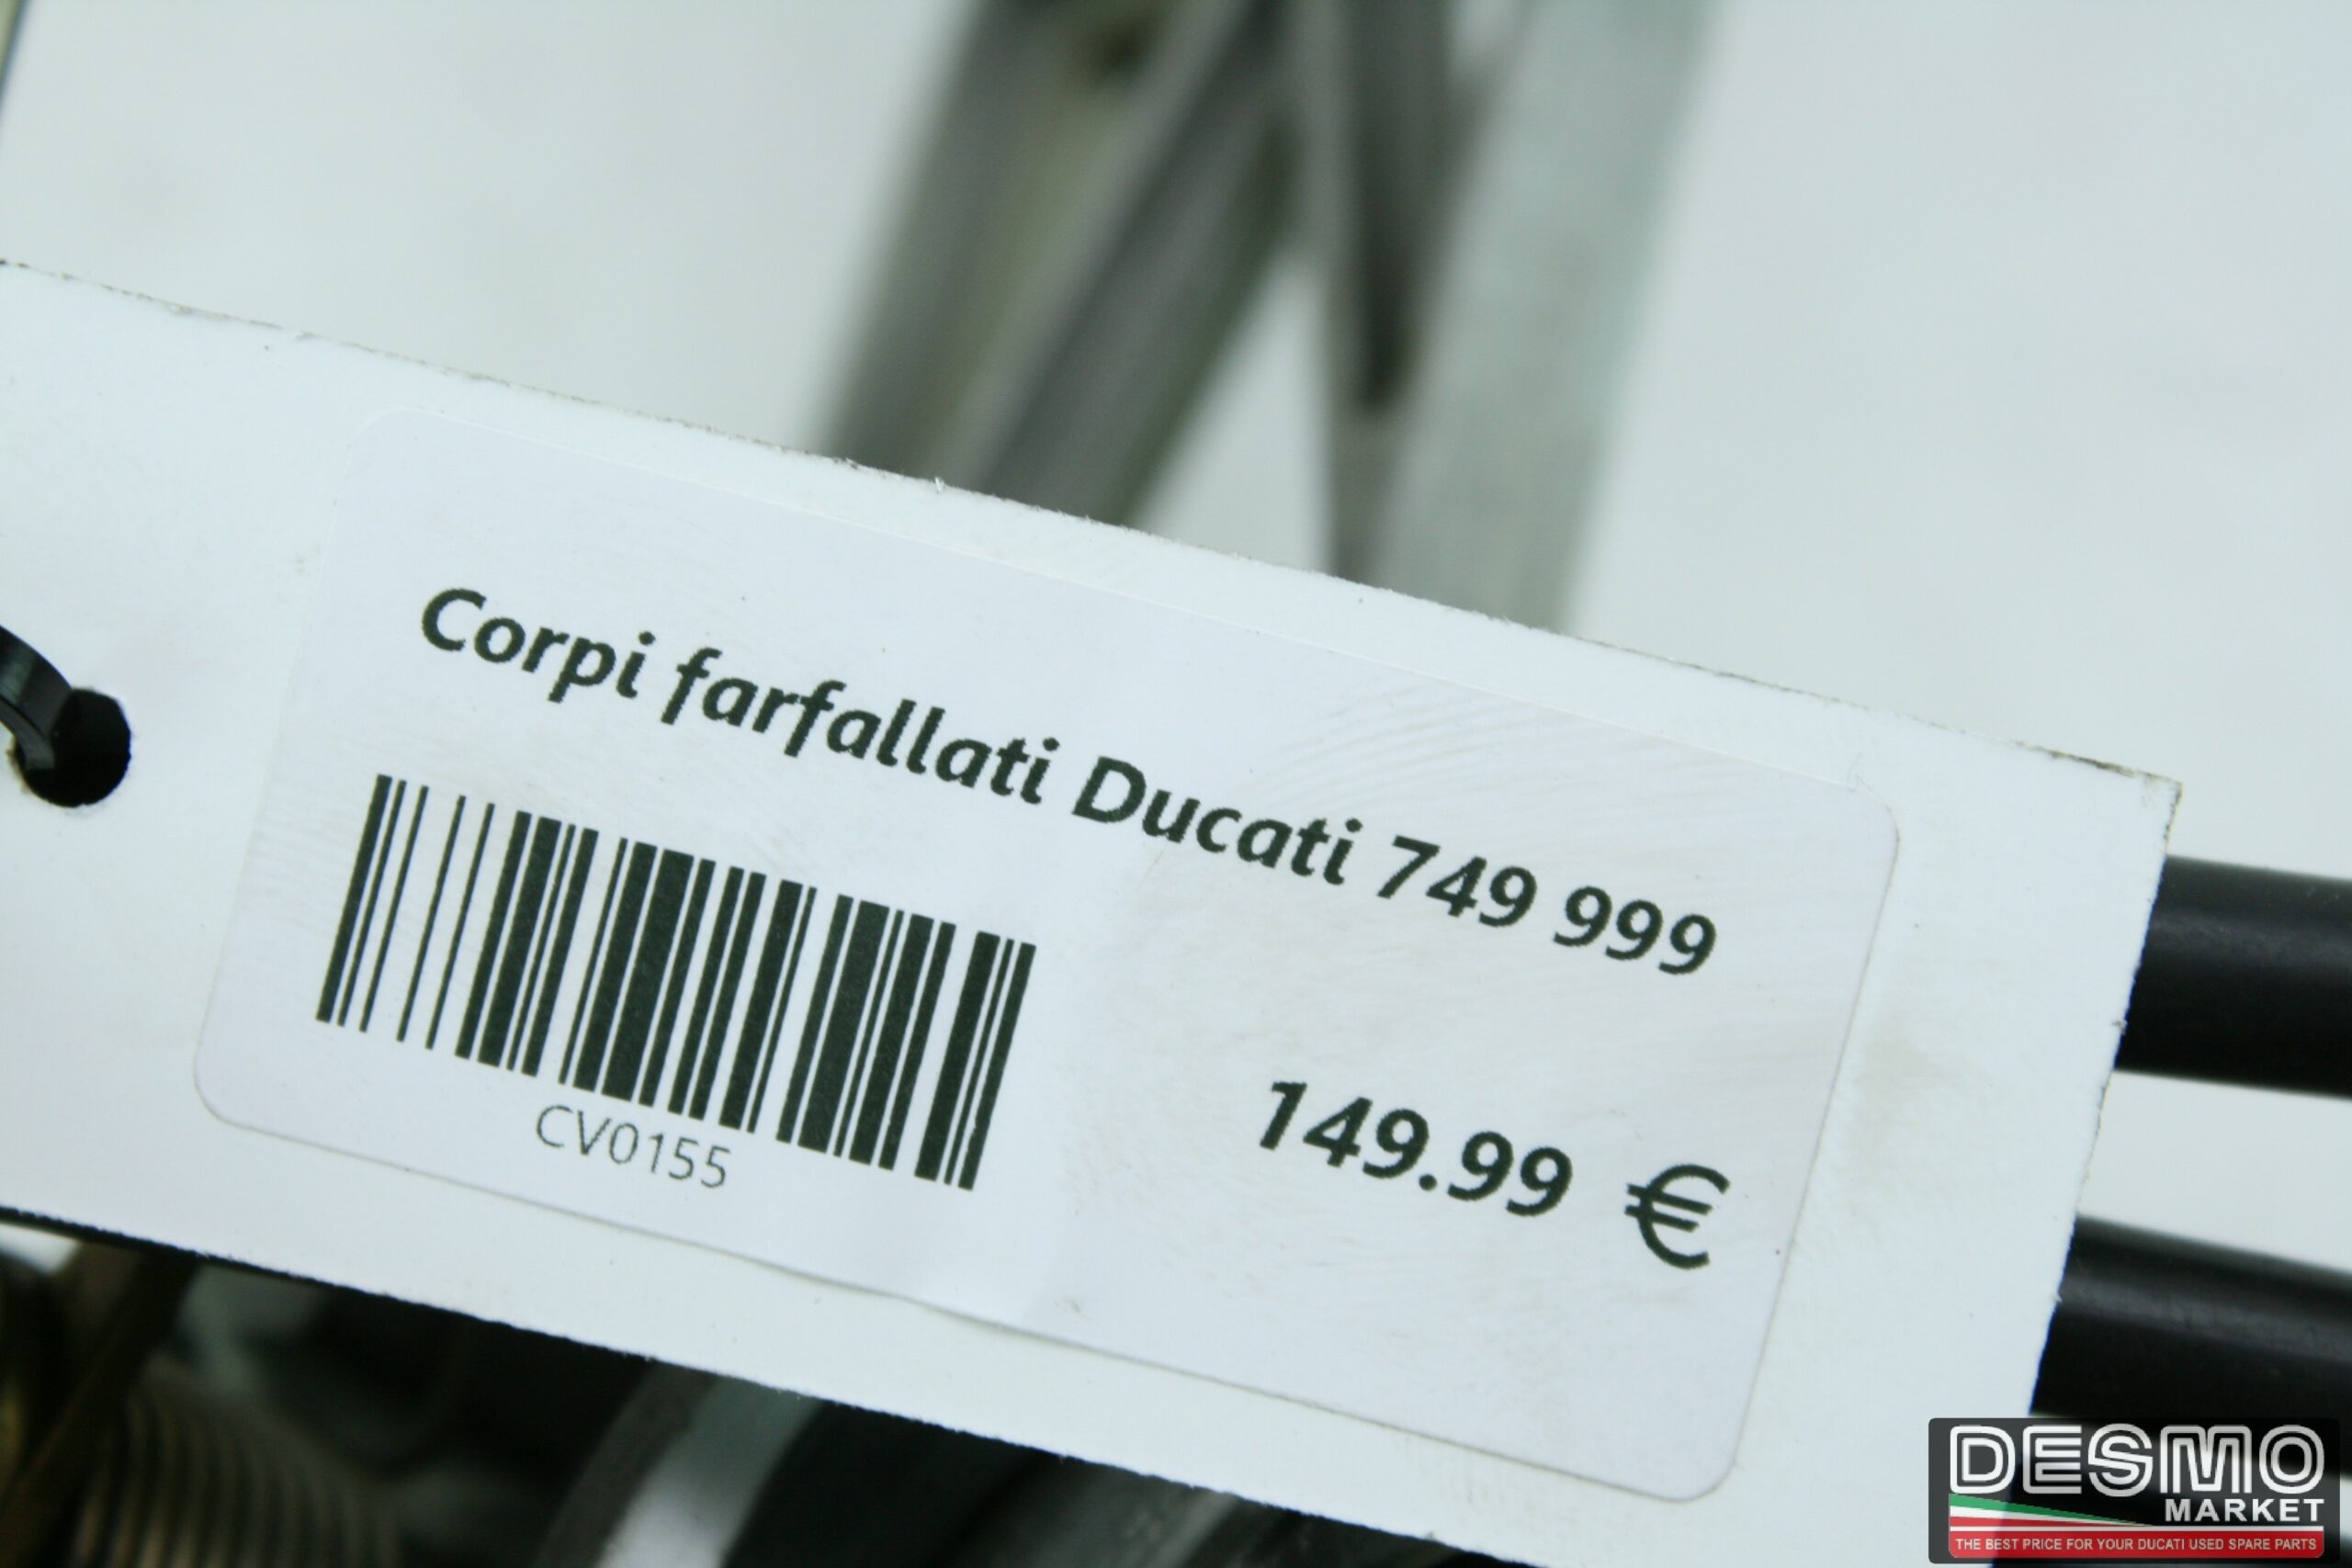 Corpi farfallati Ducati 749 999
CV0155
149.99 €
DESMO
MARKET
THE BEST PRICE FOR YOUR DUCATI USED SPARE PARTS